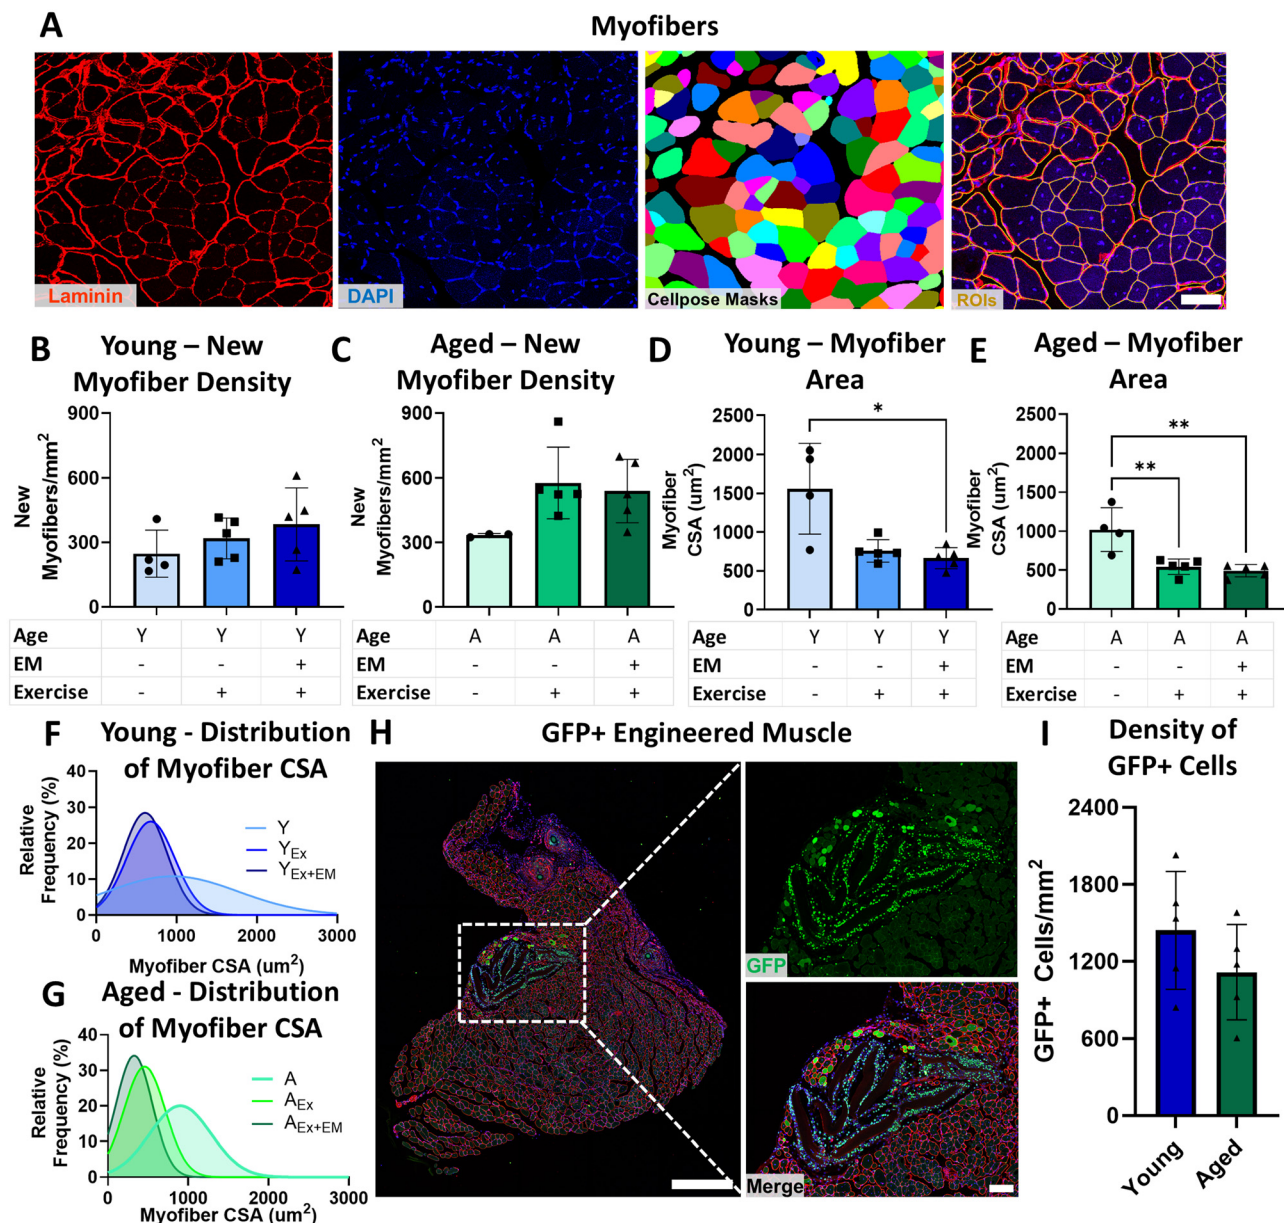 A
Myofibers
Laminin
DAPI
Cellpose Masks
ROIs
B
Young – New
Myofiber Density
New
Myofibers/mm2
900
600
300
0
Age Y Y Y
EM - - +
Exercise - + +
C
Aged – New
Myofiber Density
New
Myofibers/mm2
900
600
300
0
A A A
- - +
- + +
D
Young – Myofiber
Area
Myofiber
CSA (um2)
2500
2000
1500
1000
500
0
*
Age Y Y Y
EM - - +
Exercise - + +
E
Aged – Myofiber
Area
Myofiber
CSA (um2)
2500
2000
1500
1000
500
0
**
**
A A A
- - +
- + +
F
Young - Distribution
of Myofiber CSA
Relative
Frequency (%)
40
30
20
10
0
Y
YEx
YEx+EM
0 1000 2000 3000
Myofiber CSA (um2)
G
Aged - Distribution
of Myofiber CSA
Relative
Frequency (%)
40
30
20
10
0
A
AEx
AEx+EM
0 1000 2000 3000
Myofiber CSA (um2)
H
GFP+ Engineered Muscle
GFP
Merge
I
Density of
GFP+ Cells
GFP+ Cells/mm2
2400
1800
1200
600
0
Young
Aged